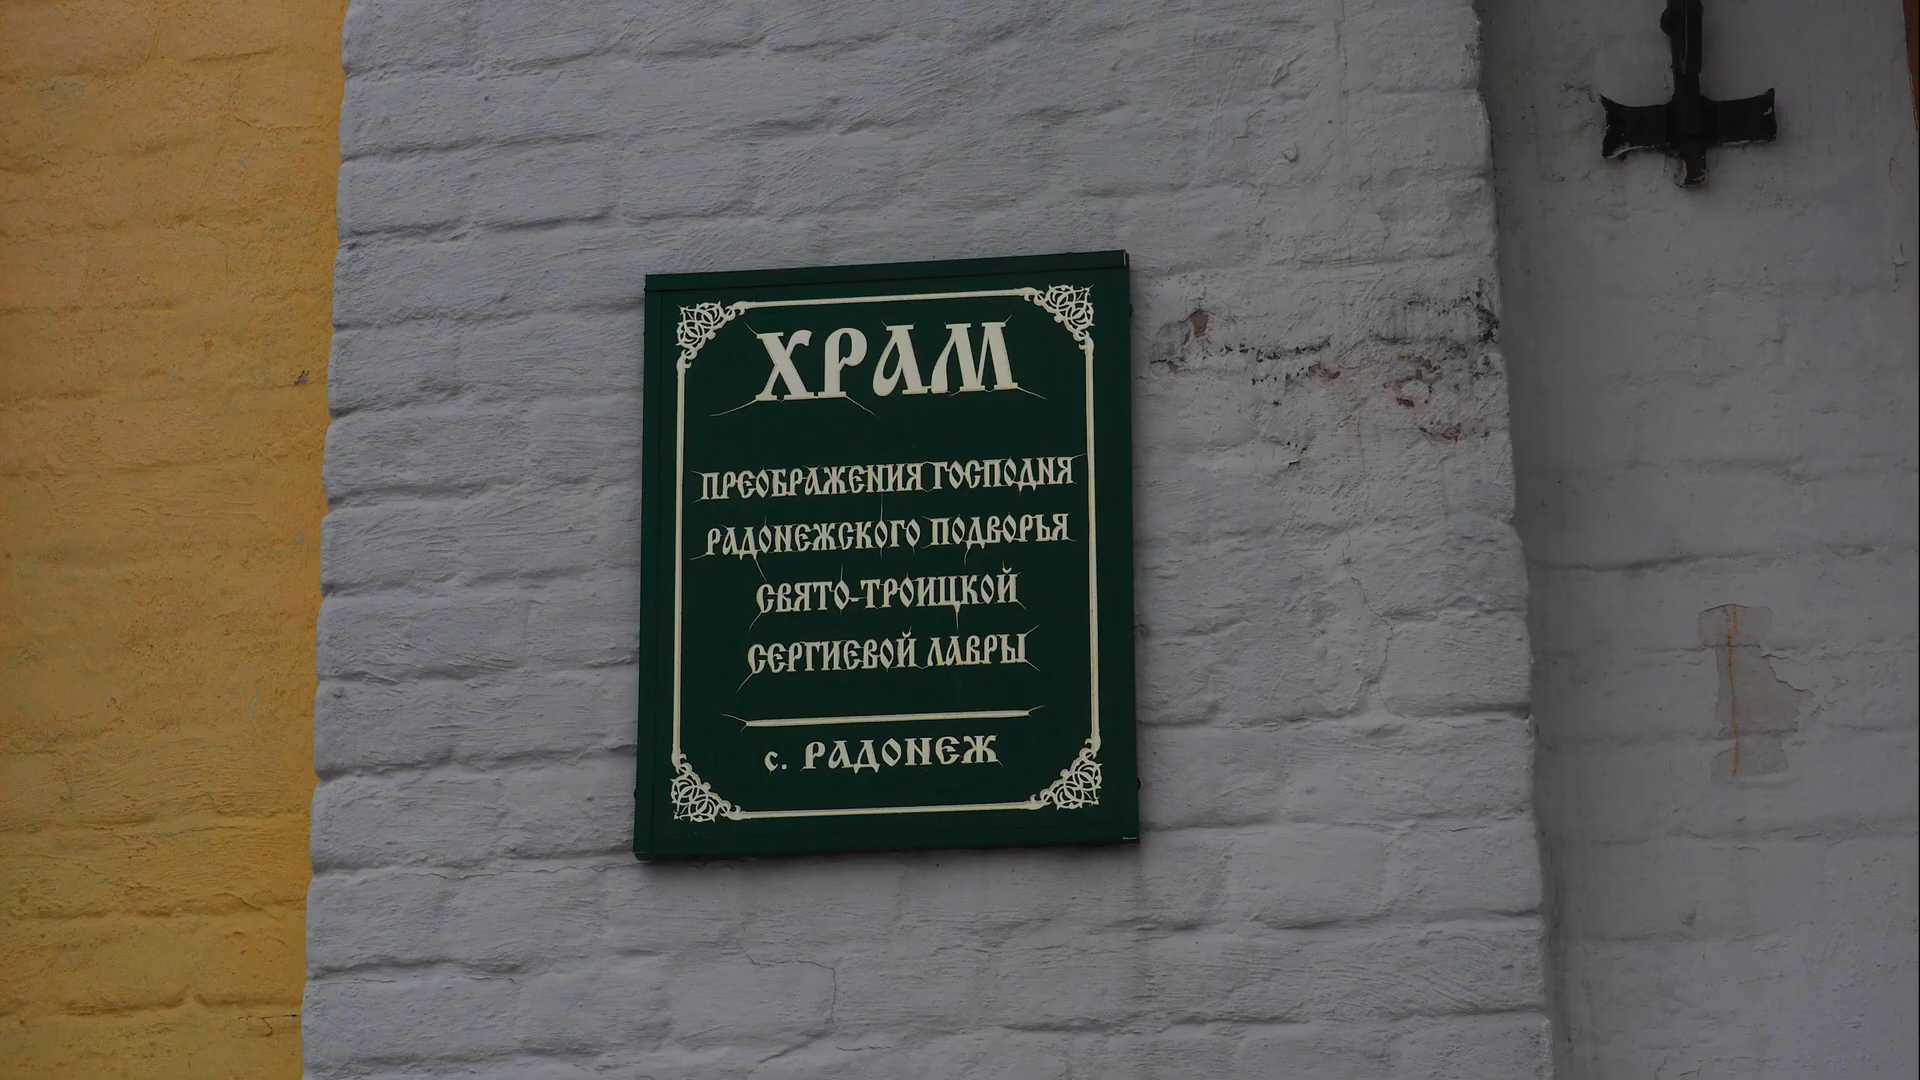 ХРАМ
ПРЕОБРАЖЕНИЯ ГОСПОДНЯ
РАДОНЕЖСКОГО ПОДВОРЬЯ
СВЯТО-ТРОИЦКОЙ
СЕРГИЕВОЙ ЛАВРЫ
с. РАДОНЕЖ